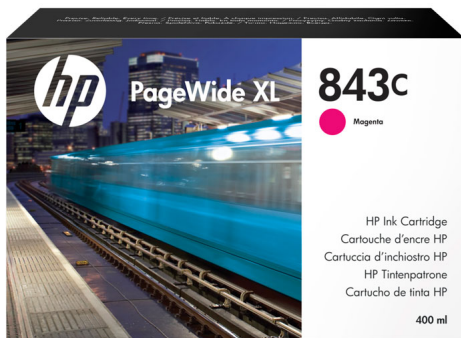 hp
PageWide XL
843C
Magenta
HP Ink Cartridge
Cartouche d'encre HP
Cartuccia d'inchiostro HP
HP Tintenpatrone
Cartucho de tinta HP
400 ml